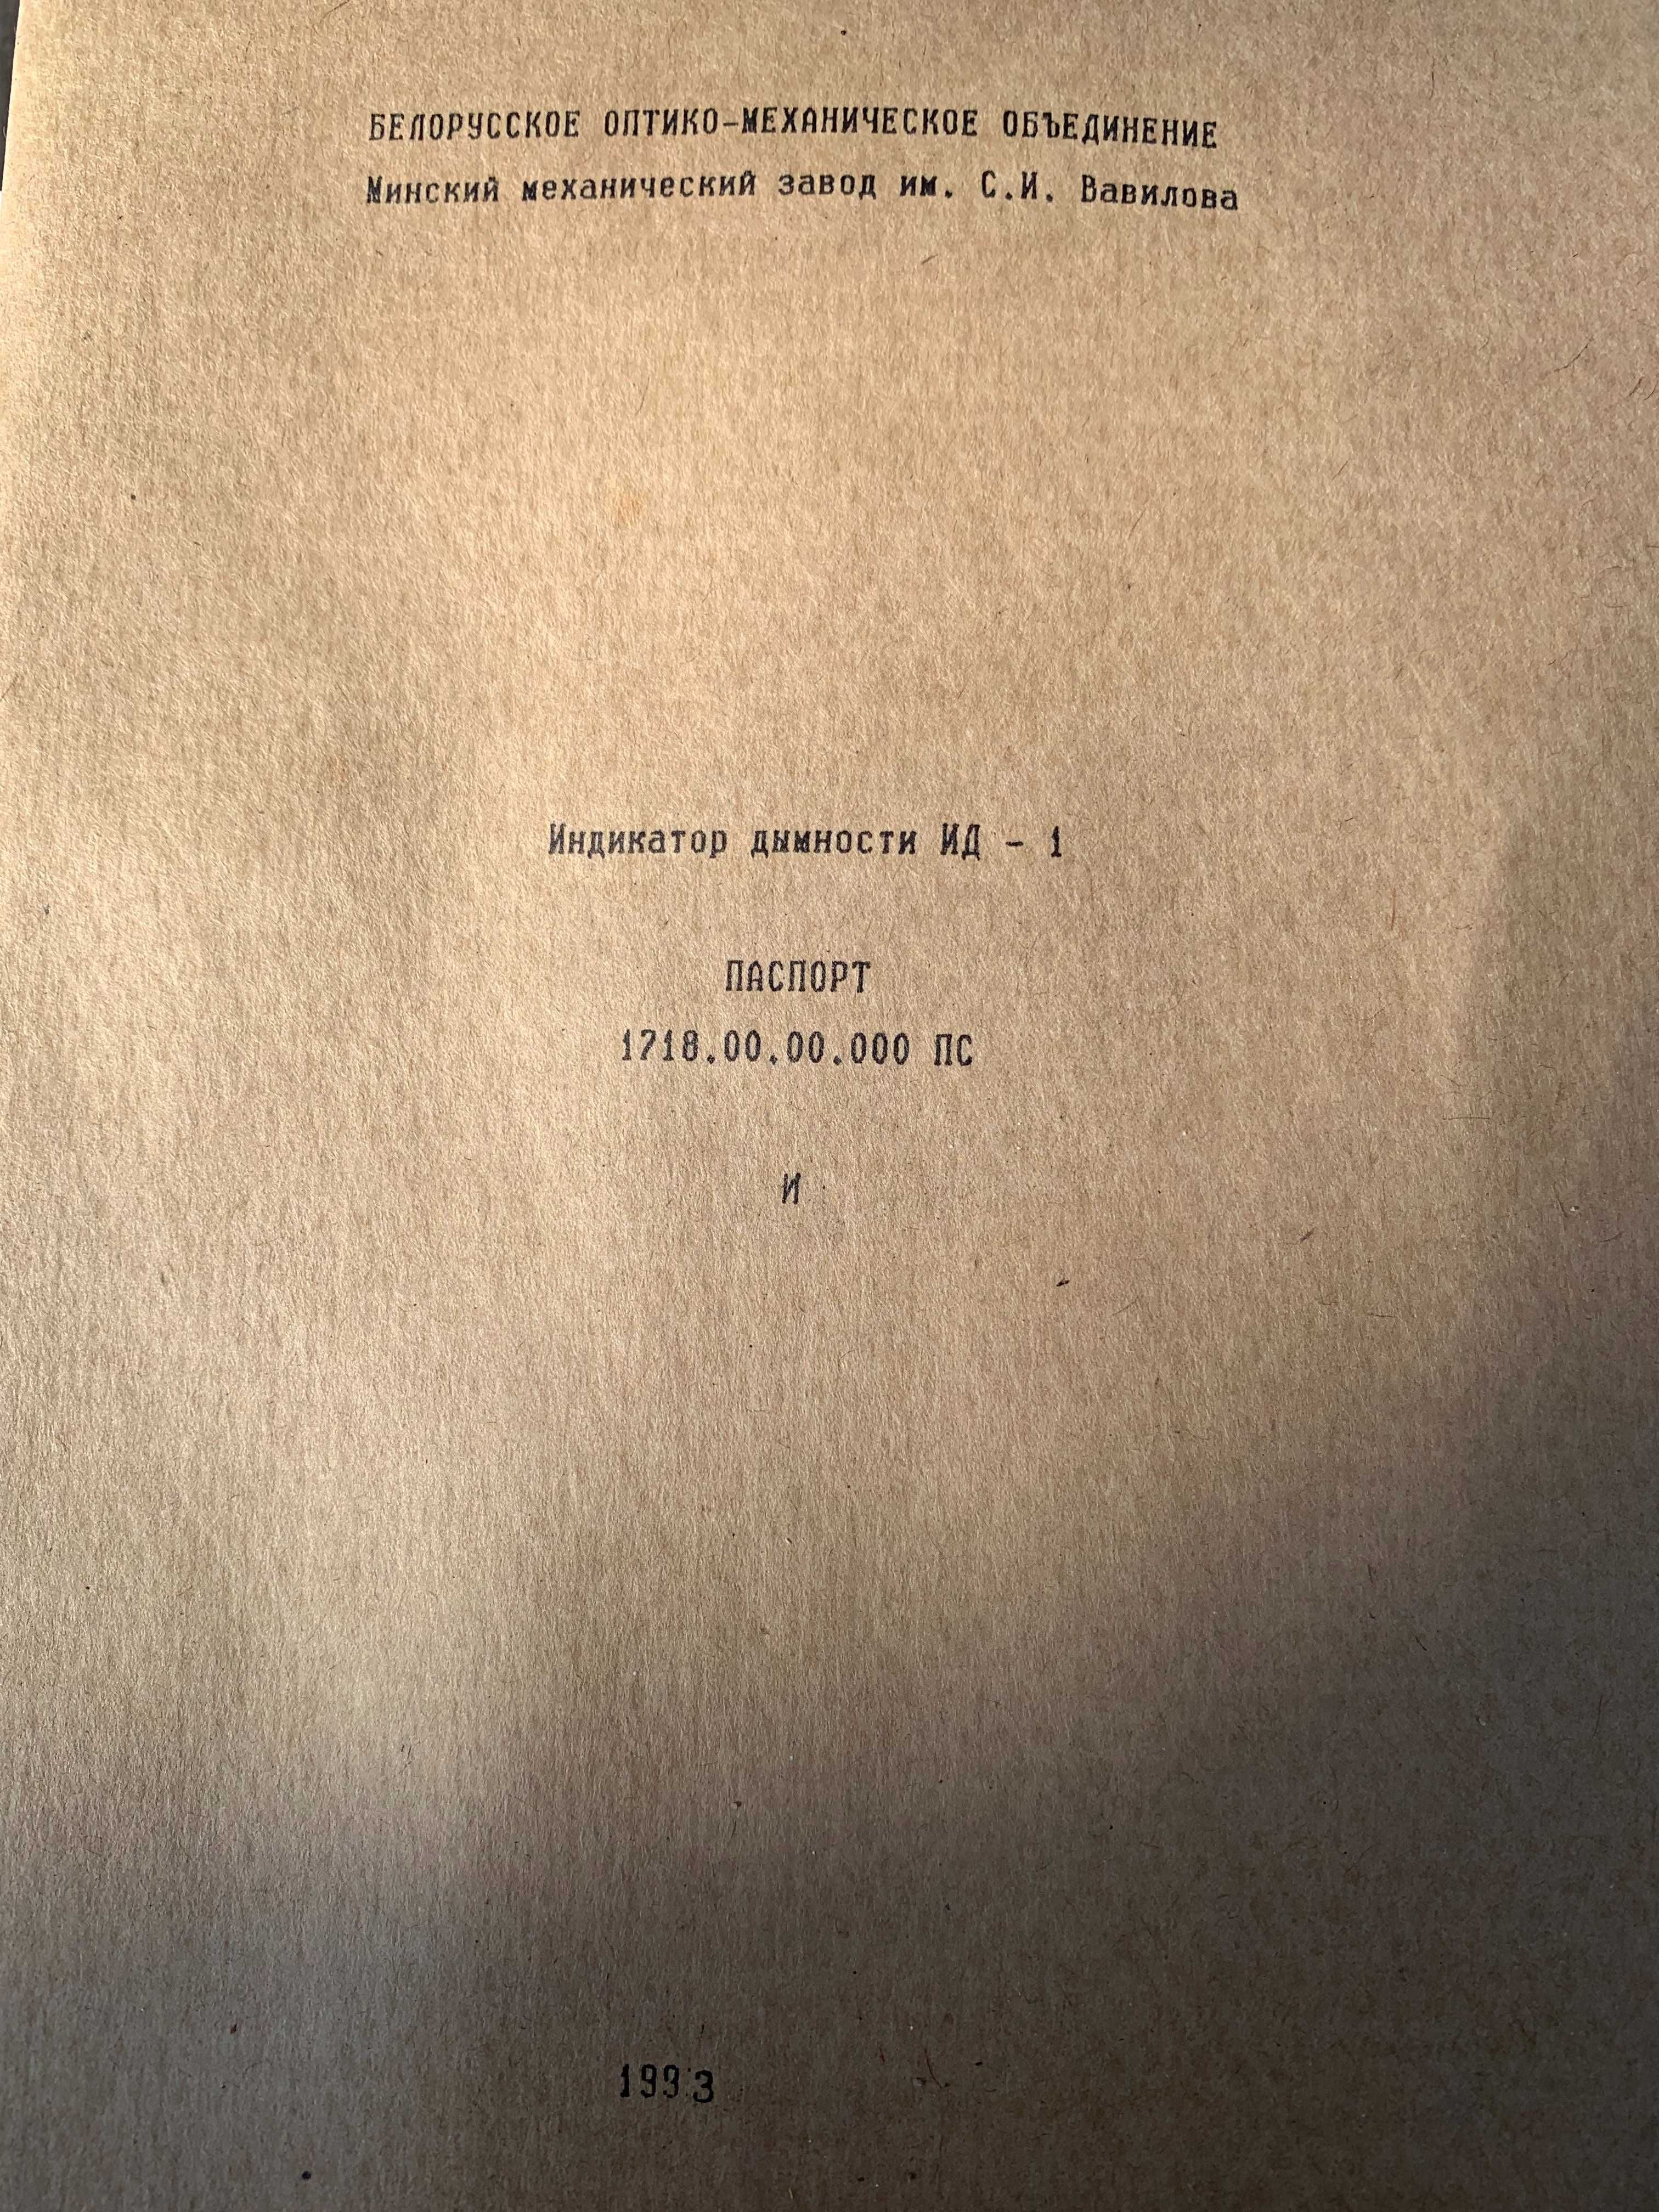 БЕЛОРУССКОЕ ОПТИКО-МЕХАНИЧЕСКОЕ ОБЪЕДИНЕНИЕ
Минский механический завод им. С.И. Вавилова
Индикатор дымности ИД - 1
ПАСПОРТ
1718.00.00.000 ПС
И
1993